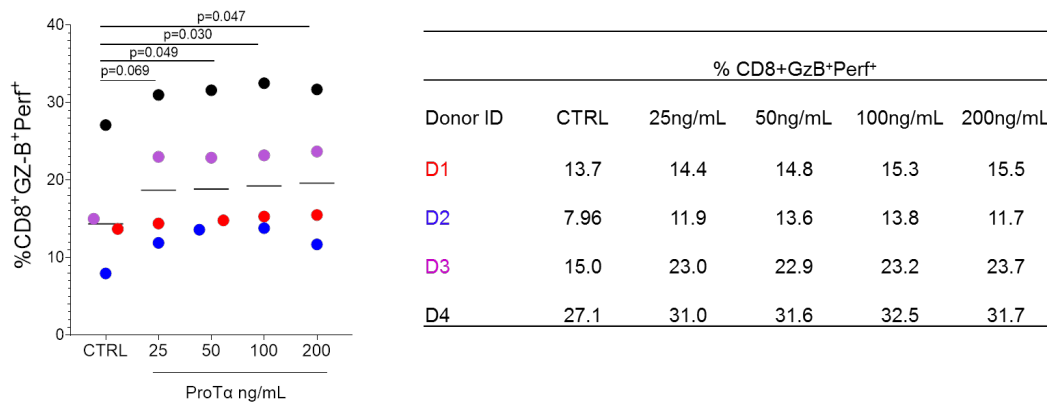 p=0.047
p=0.030
p=0.049
p=0.069
%CD8⁺GZ-B⁺Perf⁺
40
30
20
10
0
CTRL 25 50 100 200
ProTα ng/mL
% CD8+GzB⁺Perf⁺
Donor ID CTRL 25ng/mL 50ng/mL 100ng/mL 200ng/mL
D1 13.7 14.4 14.8 15.3 15.5
D2 7.96 11.9 13.6 13.8 11.7
D3 15.0 23.0 22.9 23.2 23.7
D4 27.1 31.0 31.6 32.5 31.7